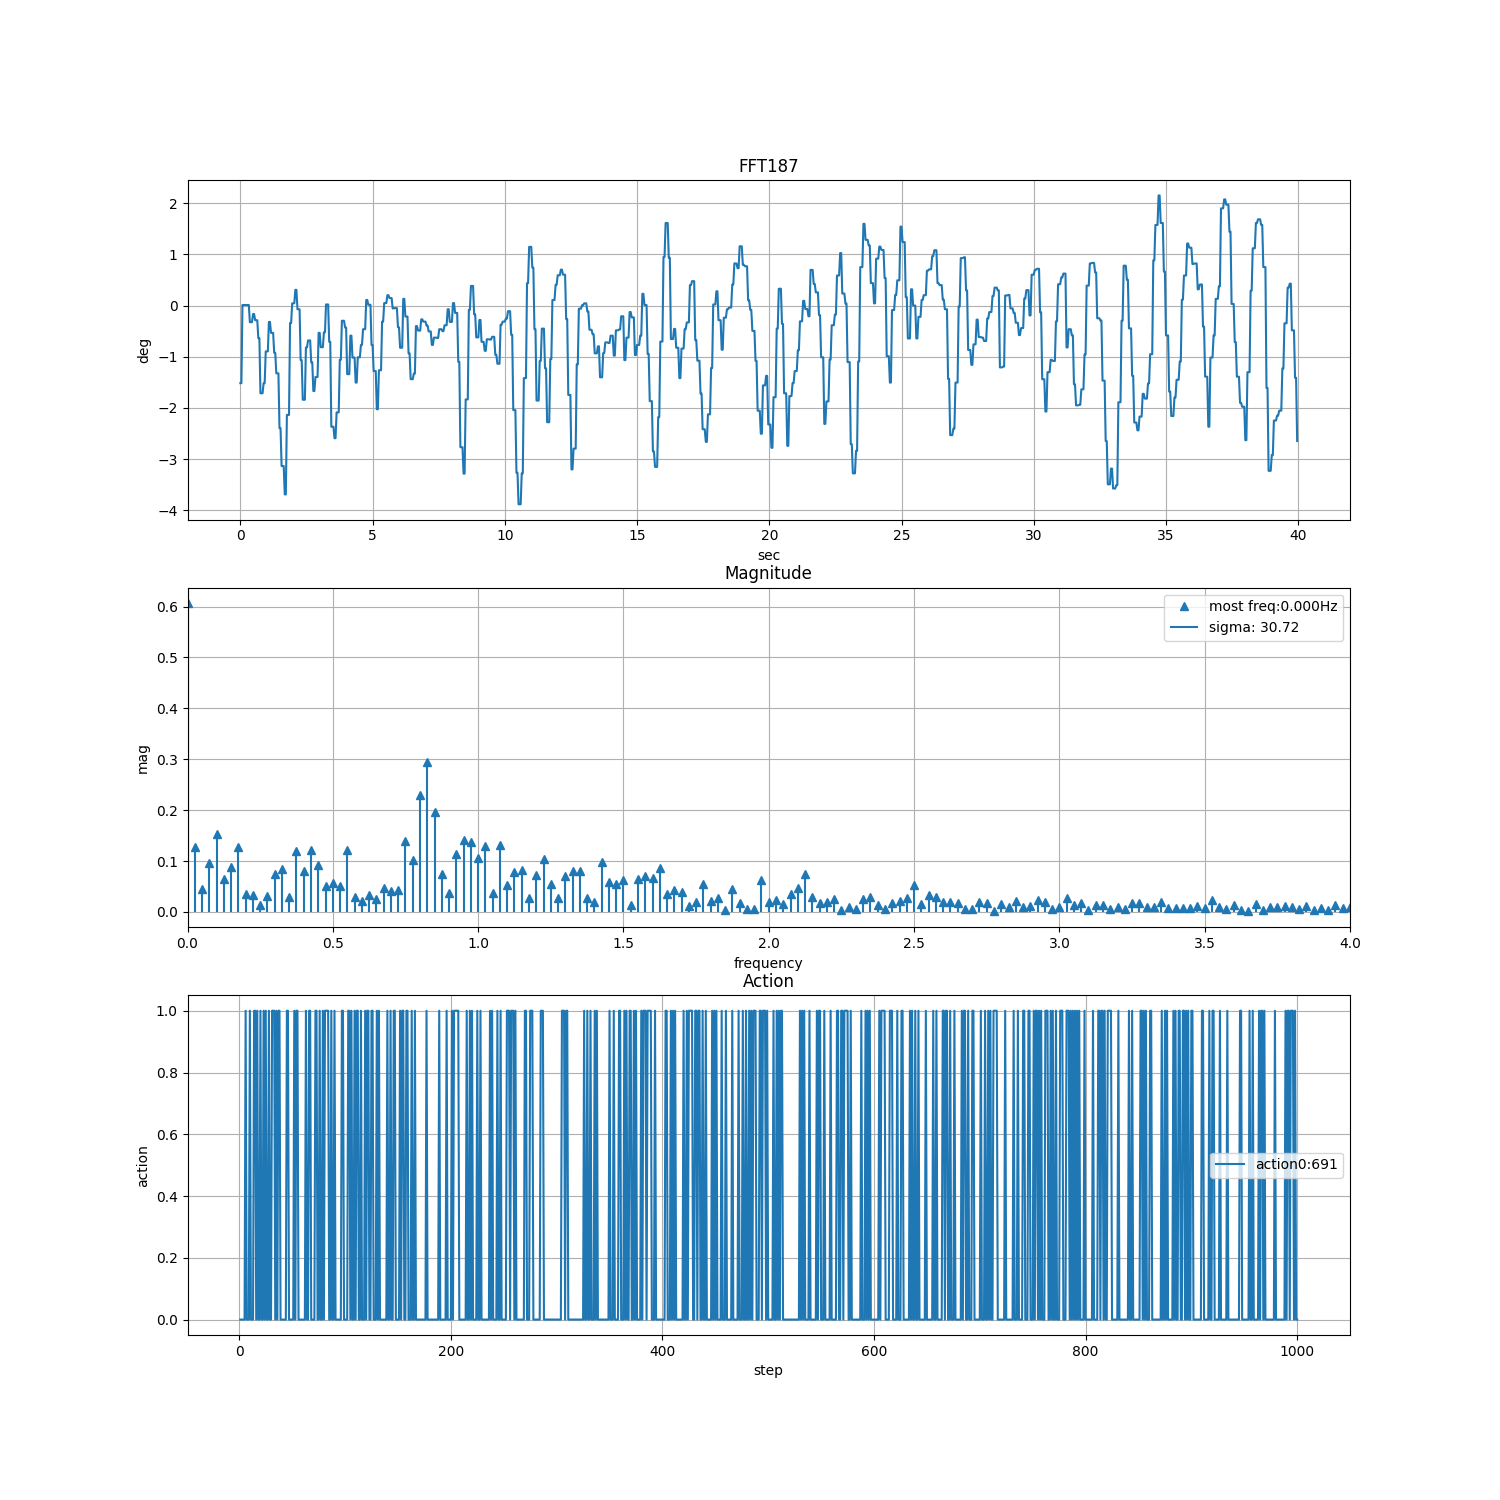 FFT187
2
1
0
−1
−2
−3
−4
deg
0 5 10 15 20 25 30 35 40
sec
Magnitude
0.6
0.5
0.4
0.3
0.2
0.1
0.0
mag
most freq:0.000Hz
sigma: 30.72
0.0 0.5 1.0 1.5 2.0 2.5 3.0 3.5 4.0
frequency
Action
1.0
0.8
0.6
0.4
0.2
0.0
action
action0:691
0 200 400 600 800 1000
step